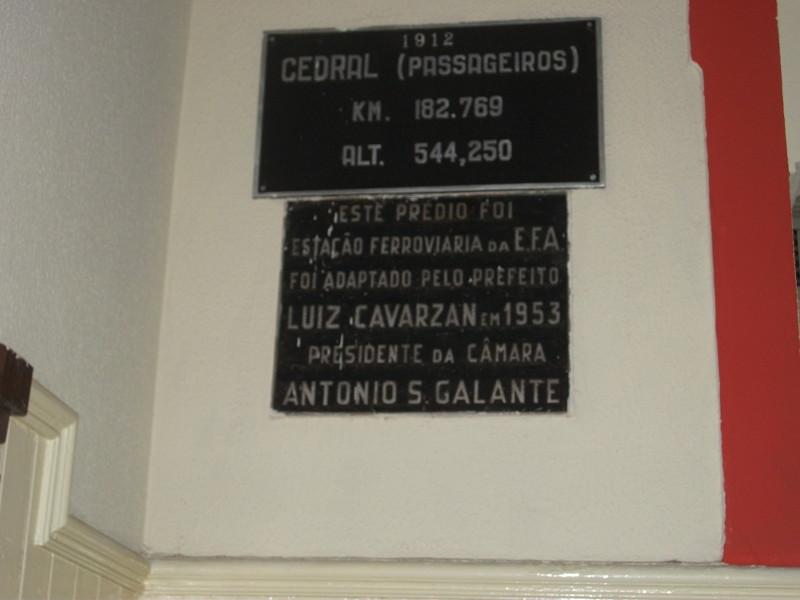 1912
CEDRAL (PASSAGEIROS)
KM. 182.769
ALT. 544,250
ESTE PRÉDIO FOI
ESTAÇÃO FERROVIARIA DA E.F.A.
FOI ADAPTADO PELO PREFEITO
LUIZ CAVARZAN EM 1953
PRESIDENTE DA CÂMARA
ANTONIO S. GALANTE